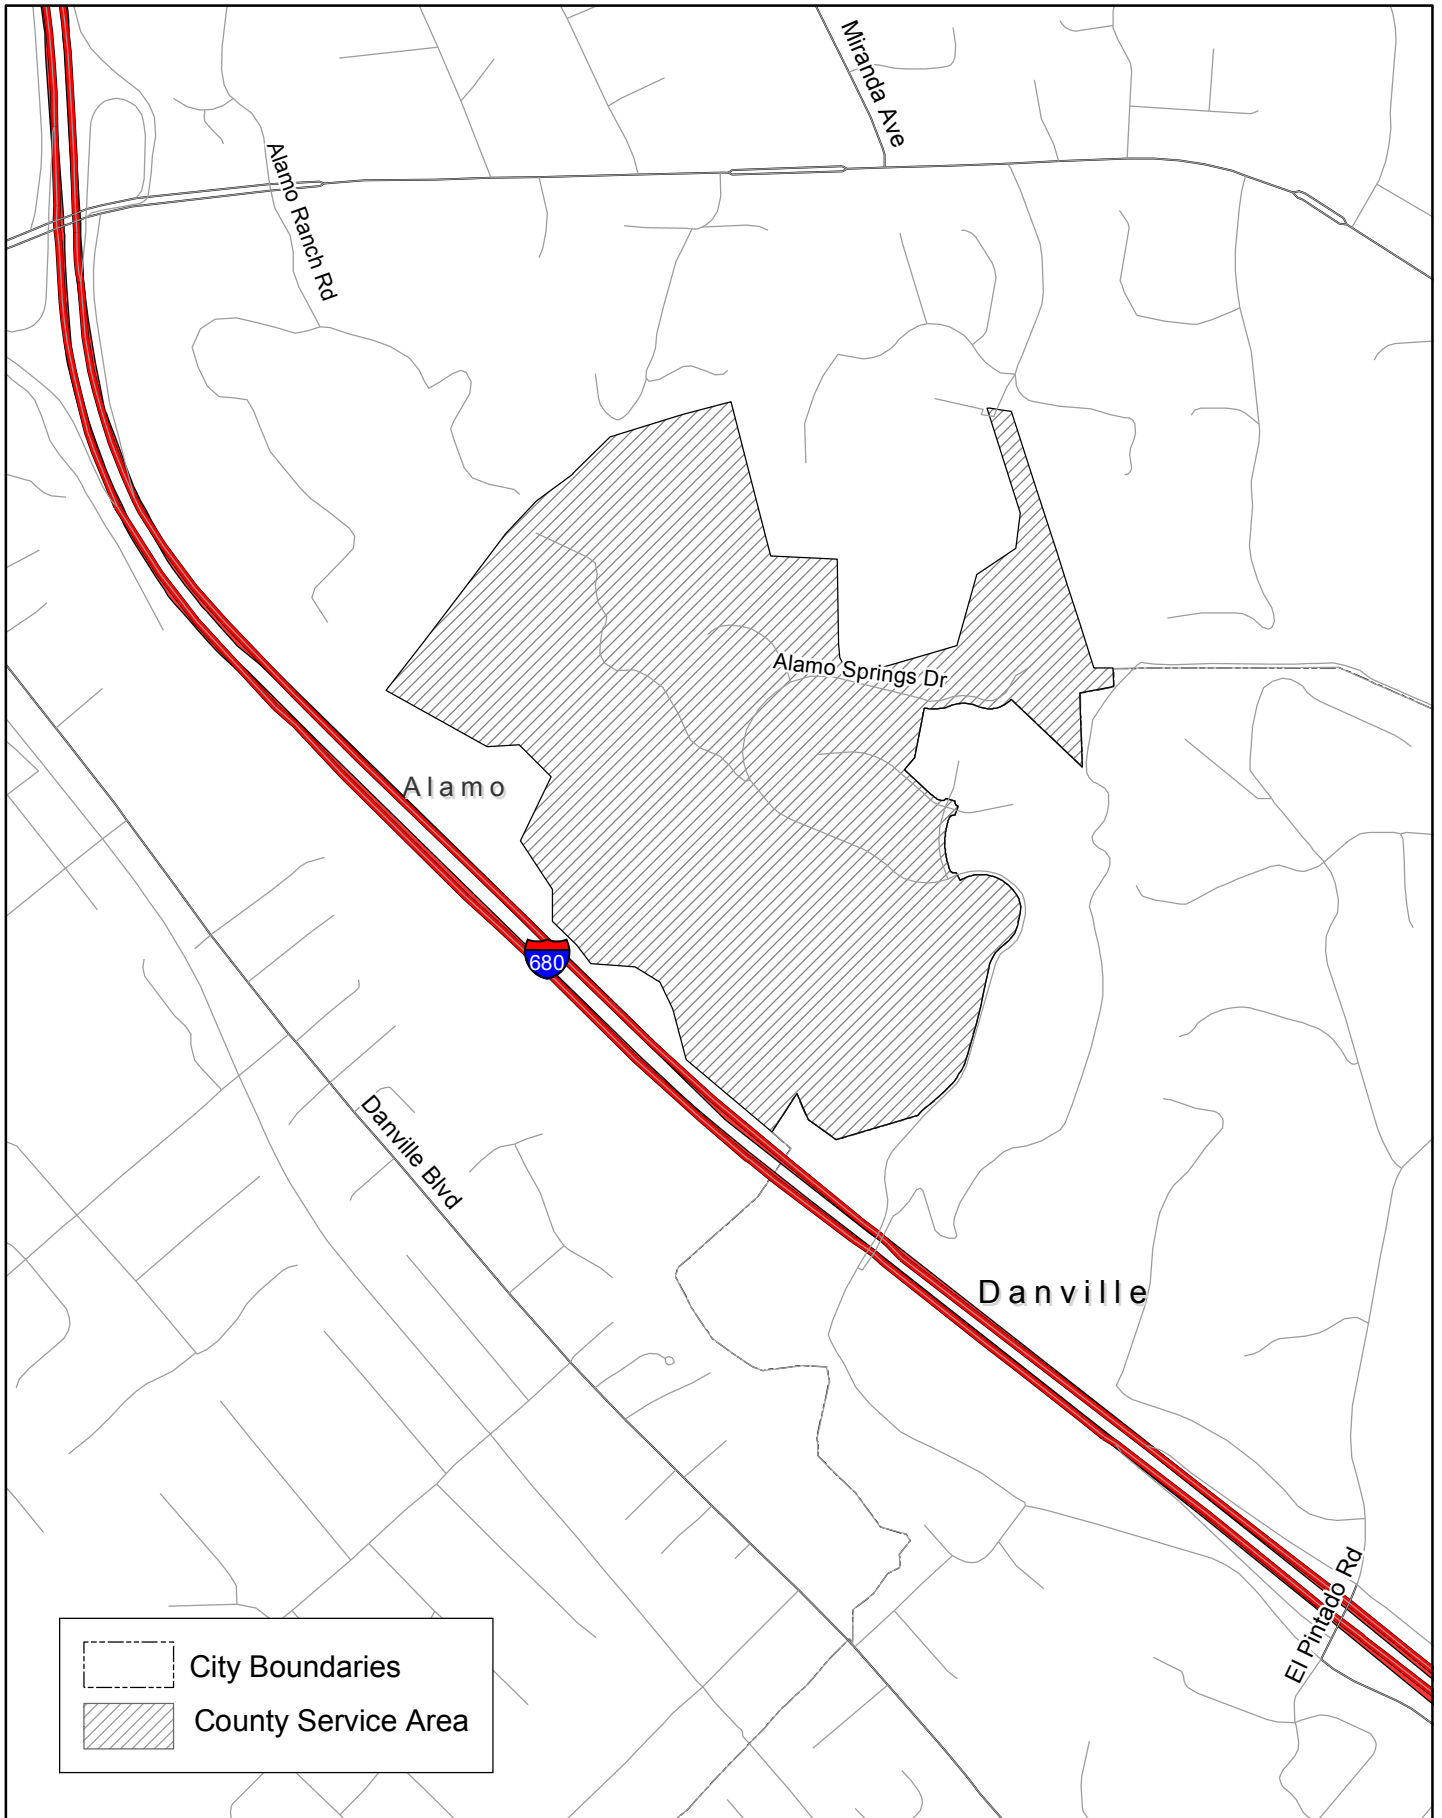 Miranda Ave
Alamo Ranch Rd
Alamo Springs Dr
Alamo
680
Danville Blvd
Danville
El Pintado Rd
City Boundaries
County Service Area